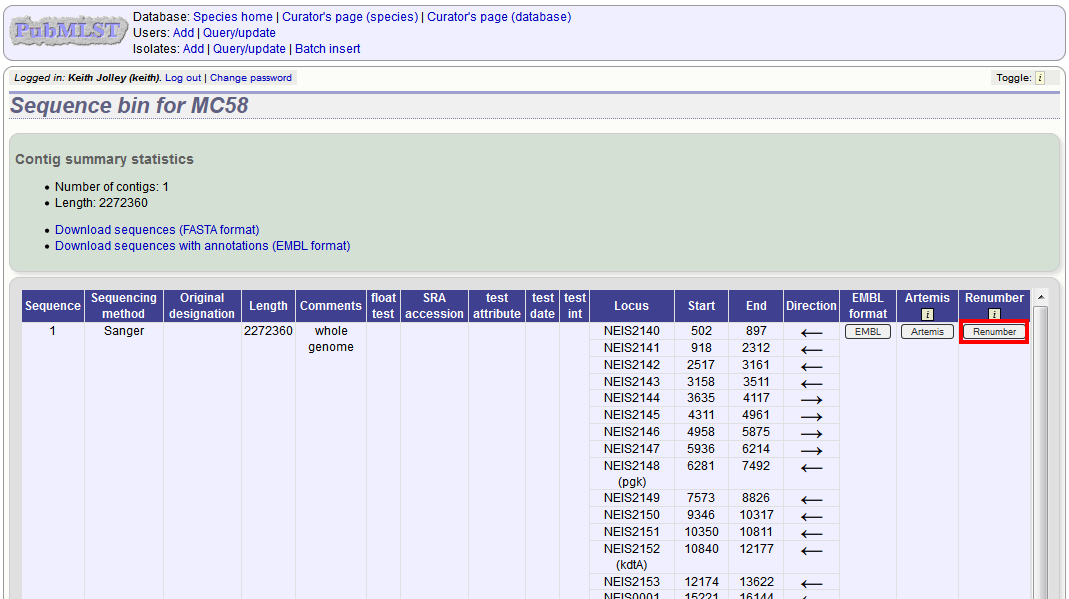 PubMLST
Database: Species home | Curator's page (species) | Curator's page (database)
Users: Add | Query/update
Isolates: Add | Query/update | Batch insert
Logged in: Keith Jolley (keith). Log out | Change password
Toggle: i
Sequence bin for MC58
Contig summary statistics
• Number of contigs: 1
• Length: 2272360
• Download sequences (FASTA format)
• Download sequences with annotations (EMBL format)
Sequence Sequencing method Original designation Length Comments float test SRA accession test attribute test date test int Locus Start End Direction EMBL format Artemis i Renumber i
1 Sanger 2272360 whole genome NEIS2140 502 897 ← EMBL Artemis Renumber
NEIS2141 918 2312 ←
NEIS2142 2517 3161 ←
NEIS2143 3158 3511 ←
NEIS2144 3635 4117 →
NEIS2145 4311 4961 →
NEIS2146 4958 5875 →
NEIS2147 5936 6214 →
NEIS2148 (pgk) 6281 7492 ←
NEIS2149 7573 8826 ←
NEIS2150 9346 10317 ←
NEIS2151 10350 10811 ←
NEIS2152 (kdtA) 10840 12177 ←
NEIS2153 12174 13622 ←
NEIS0001 15221 16144 ←